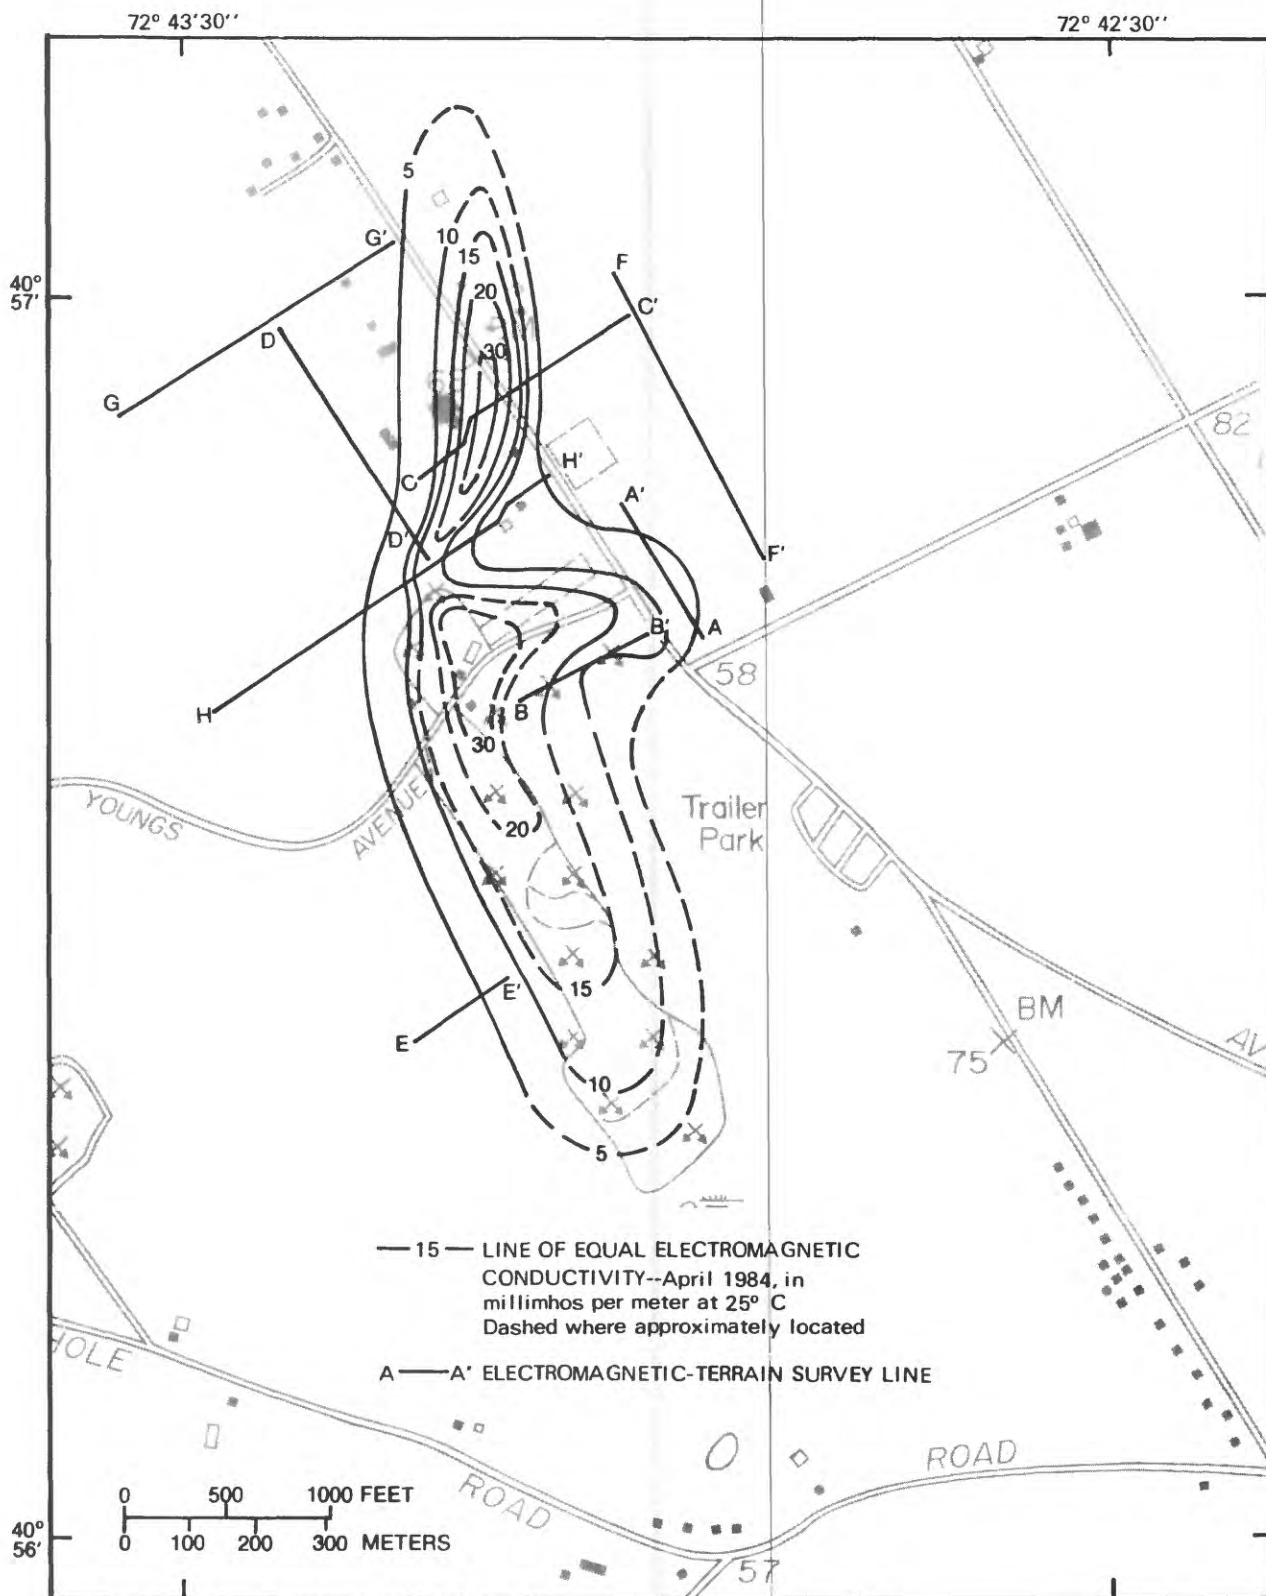 72° 43'30''
72° 42'30''
5
G'
10
15
F
40°
57'
20
C'
D
30
G
82
C
H'
A'
D'
F'
B'
A
58
H
B
30
YOUNGS
AVENUE
Trailer
Park
20
15
E'
BM
E
75
AV
10
5
— 15 — LINE OF EQUAL ELECTROMAGNETIC
CONDUCTIVITY--April 1984, in
millimhos per meter at 25° C
Dashed where approximately located
A —— A' ELECTROMAGNETIC-TERRAIN SURVEY LINE
HOLE
ROAD
ROAD
0 500 1000 FEET
0 100 200 300 METERS
40°
56'
57